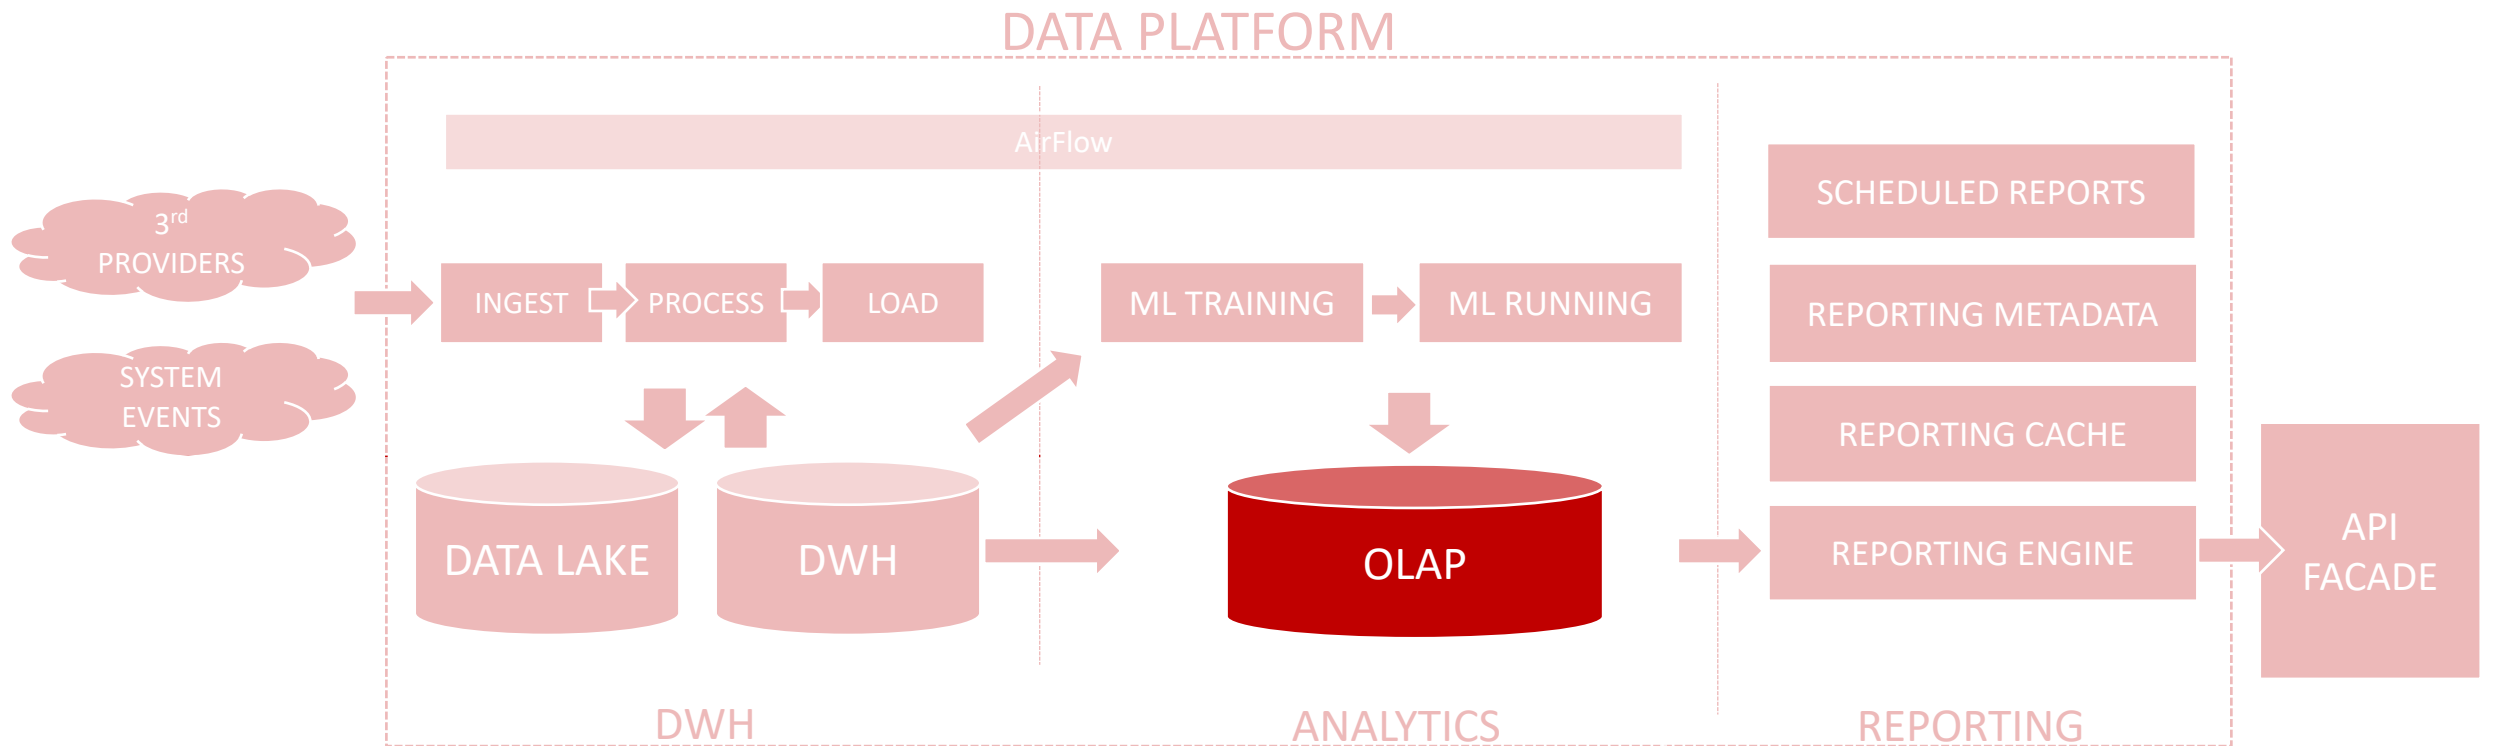 DATA PLATFORM
AirFlow
3rd
PROVIDERS
SYSTEM
EVENTS
INGEST
PROCESS
LOAD
ML TRAINING
ML RUNNING
SCHEDULED REPORTS
REPORTING METADATA
REPORTING CACHE
REPORTING ENGINE
DATA LAKE
DWH
OLAP
API
FACADE
DWH
ANALYTICS
REPORTING